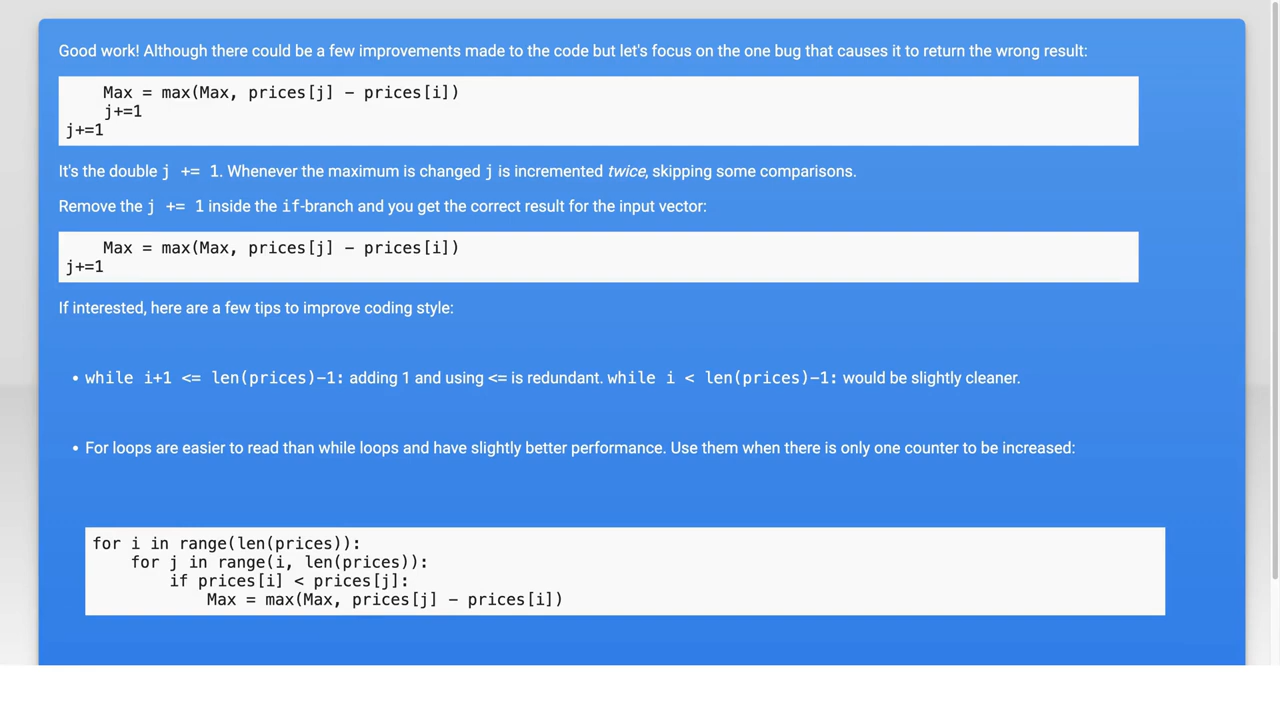 Good work! Although there could be a few improvements made to the code but let's focus on the one bug that causes it to return the wrong result:
Max = max(Max, prices[j] - prices[i])
j+=1
j+=1
It's the double j += 1. Whenever the maximum is changed j is incremented twice, skipping some comparisons.
Remove the j += 1 inside the if-branch and you get the correct result for the input vector:
Max = max(Max, prices[j] - prices[i])
j+=1
If interested, here are a few tips to improve coding style:
• while i+1 <= len(prices)-1: adding 1 and using <= is redundant. while i < len(prices)-1: would be slightly cleaner.
• For loops are easier to read than while loops and have slightly better performance. Use them when there is only one counter to be increased:
for i in range(len(prices)):
for j in range(i, len(prices)):
if prices[i] < prices[j]:
Max = max(Max, prices[j] - prices[i])